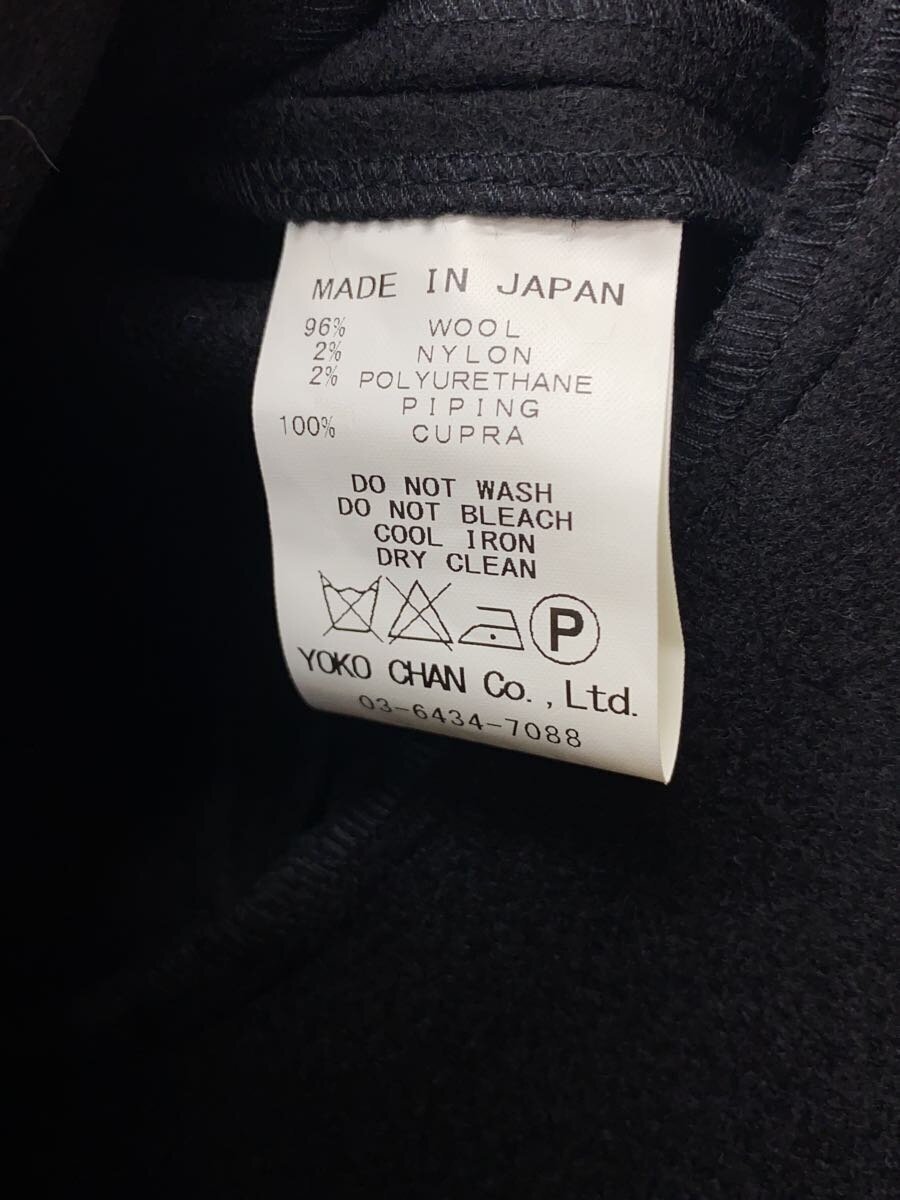 MADE IN JAPAN
96% WOOL
2% NYLON
2% POLYURETHANE
PIPING
100% CUPRA
DO NOT WASH
DO NOT BLEACH
COOL IRON
DRY CLEAN
P
YOKO CHAN Co.,Ltd.
03-6434-7088